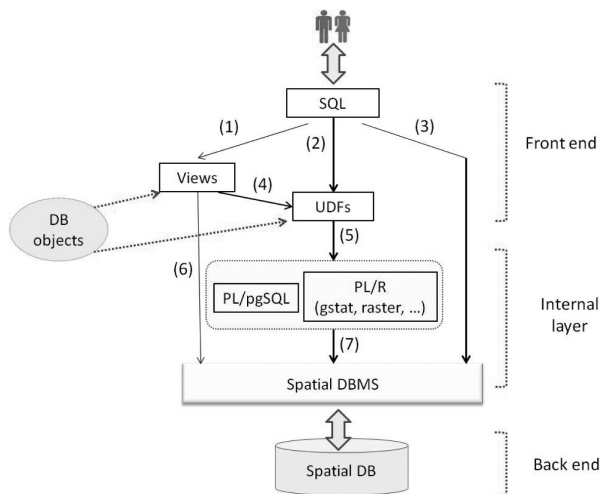 SQL
(1)
(2)
(3)
Front end
Views
(4)
UDFs
DB
objects
(5)
(6)
PL/pgSQL
PL/R
(gstat, raster, ...)
Internal
layer
(7)
Spatial DBMS
Spatial DB
Back end